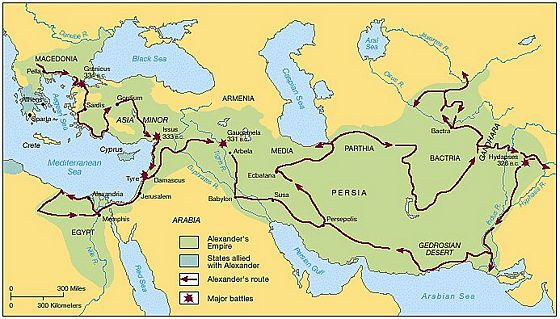 MACEDONIA
Pella
Granicus
334 B.C.
Danube R.
Black Sea
Aral
Sea
Jaxartes R.
Oxus R.
Caspian Sea
Athens
Sparta
Aegean Sea
Sardis
Gordium
ASIA MINOR
ARMENIA
Crete
Cyprus
Issus
333 B.C.
Gaugamela
331 B.C.
Arbela
Tigris R.
Euphrates R.
Mediterranean
Sea
Tyre
Damascus
Jerusalem
Alexandria
Memphis
EGYPT
Nile R.
Red Sea
ARABIA
Babylon
Susa
Ecbatana
MEDIA
PARTHIA
PERSIA
Persepolis
Persian Gulf
Bactra
BACTRIA
GANDHARA
Hydaspes
326 B.C.
Indus R.
Hyphasis R.
GEDROSIAN
DESERT
Arabian Sea
Alexander's
Empire
States allied
with Alexander
Alexander's route
Major battles
0 300 Miles
0 300 Kilometers